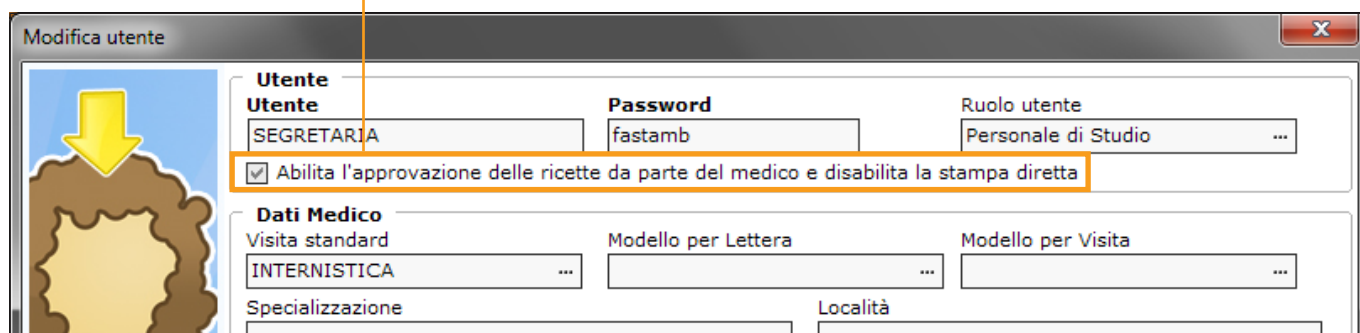 Modifica utente
x
Utente
Utente Password Ruolo utente
SEGRETARIA fastamb Personale di Studio ...
Abilita l'approvazione delle ricette da parte del medico e disabilita la stampa diretta
Dati Medico
Visita standard Modello per Lettera Modello per Visita
INTERNISTICA ... ... ...
Specializzazione Località